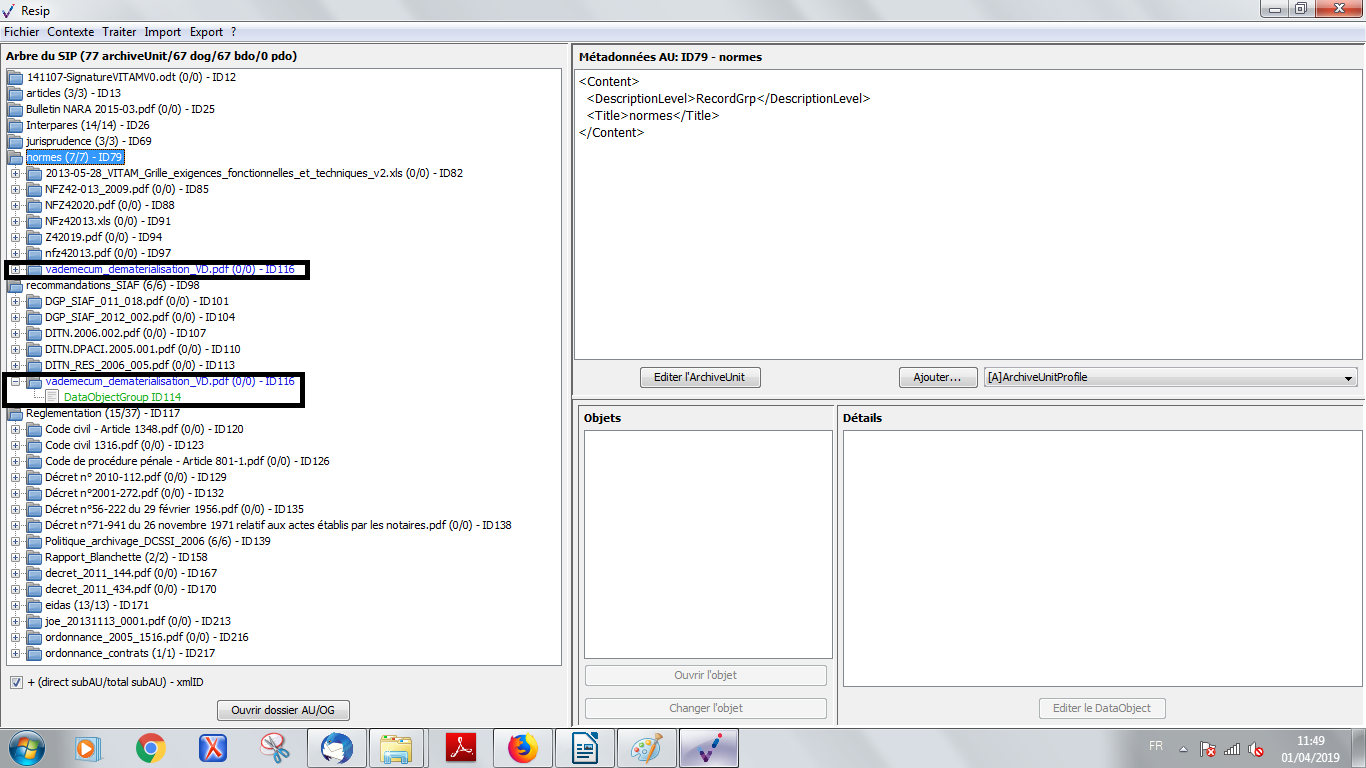 Resip
Fichier Contexte Traiter Import Export ?
Arbre du SIP (77 archiveUnit/67 dog/67 bdo/0 pdo)
141107-SignatureVITAMV0.odt (0/0) - ID12
articles (3/3) - ID13
Bulletin NARA 2015-03.pdf (0/0) - ID25
Interpares (14/14) - ID26
jurisprudence (3/3) - ID69
normes (7/7) - ID79
2013-05-28_VITAM_Grille_exigences_fonctionnelles_et_techniques_v2.xls (0/0) - ID82
NFZ42-013_2009.pdf (0/0) - ID85
NFZ42020.pdf (0/0) - ID88
NFz42013.xls (0/0) - ID91
Z42019.pdf (0/0) - ID94
nfz42013.pdf (0/0) - ID97
vademecum_dematerialisation_VD.pdf (0/0) - ID116
recommandations_SIAF (6/6) - ID98
DGP_SIAF_011_018.pdf (0/0) - ID101
DGP_SIAF_2012_002.pdf (0/0) - ID104
DITN.2006.002.pdf (0/0) - ID107
DITN.DPACI.2005.001.pdf (0/0) - ID110
DITN_RES_2006_005.pdf (0/0) - ID113
vademecum_dematerialisation_VD.pdf (0/0) - ID116
DataObjectGroup ID114
Reglementation (15/37) - ID117
Code civil - Article 1348.pdf (0/0) - ID120
Code civil 1316.pdf (0/0) - ID123
Code de procédure pénale - Article 801-1.pdf (0/0) - ID126
Décret n° 2010-112.pdf (0/0) - ID129
Décret n°2001-272.pdf (0/0) - ID132
Décret n°56-222 du 29 février 1956.pdf (0/0) - ID135
Décret n°71-941 du 26 novembre 1971 relatif aux actes établis par les notaires.pdf (0/0) - ID138
Politique_archivage_DCSSI_2006 (6/6) - ID139
Rapport_Blanchette (2/2) - ID158
decret_2011_144.pdf (0/0) - ID167
decret_2011_434.pdf (0/0) - ID170
eidas (13/13) - ID171
joe_20131113_0001.pdf (0/0) - ID213
ordonnance_2005_1516.pdf (0/0) - ID216
ordonnance_contrats (1/1) - ID217
+ (direct subAU/total subAU) - xmlID
Ouvrir dossier AU/OG
Métadonnées AU: ID79 - normes
<Content>
<DescriptionLevel>RecordGrp</DescriptionLevel>
<Title>normes</Title>
</Content>
Editer l'ArchiveUnit
Ajouter...
[A]ArchiveUnitProfile
Objets
Ouvrir l'objet
Changer l'objet
Détails
Editer le DataObject
FR
11:49
01/04/2019